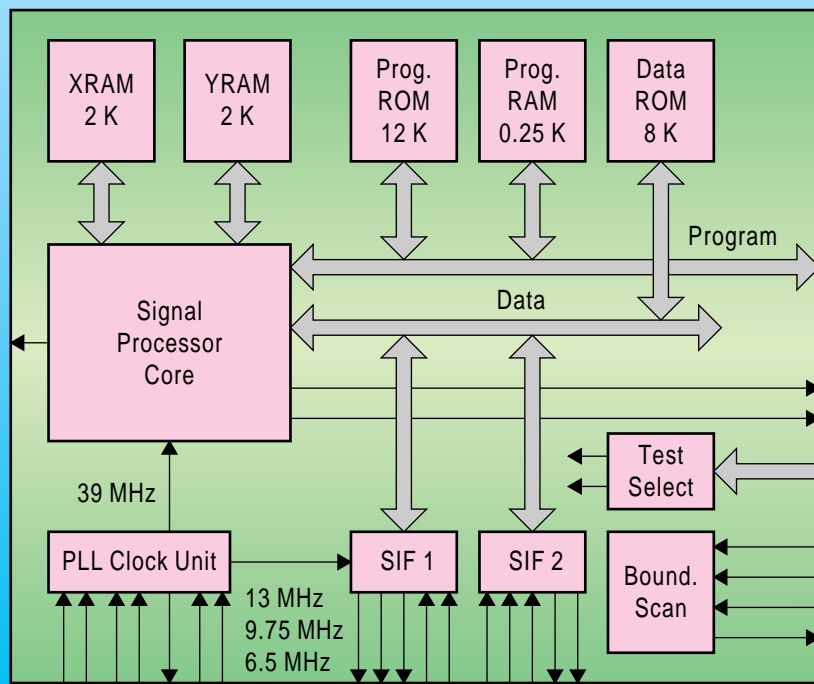 XRAM
2 K
YRAM
2 K
Prog.
ROM
12 K
Prog.
RAM
0.25 K
Data
ROM
8 K
Program
Data
Signal
Processor
Core
Test
Select
39 MHz
PLL Clock Unit
SIF 1
SIF 2
Bound.
Scan
13 MHz
9.75 MHz
6.5 MHz